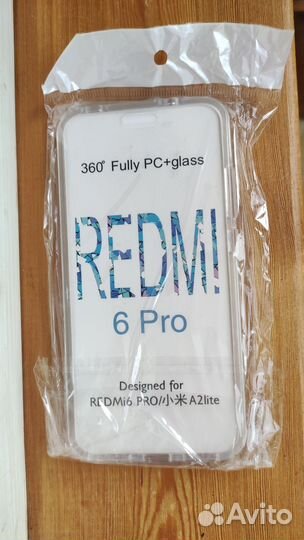 360° Fully PC+glass
REDMI
6 Pro
Designed for
REDMi6 PRO/小米A2lite
Avito